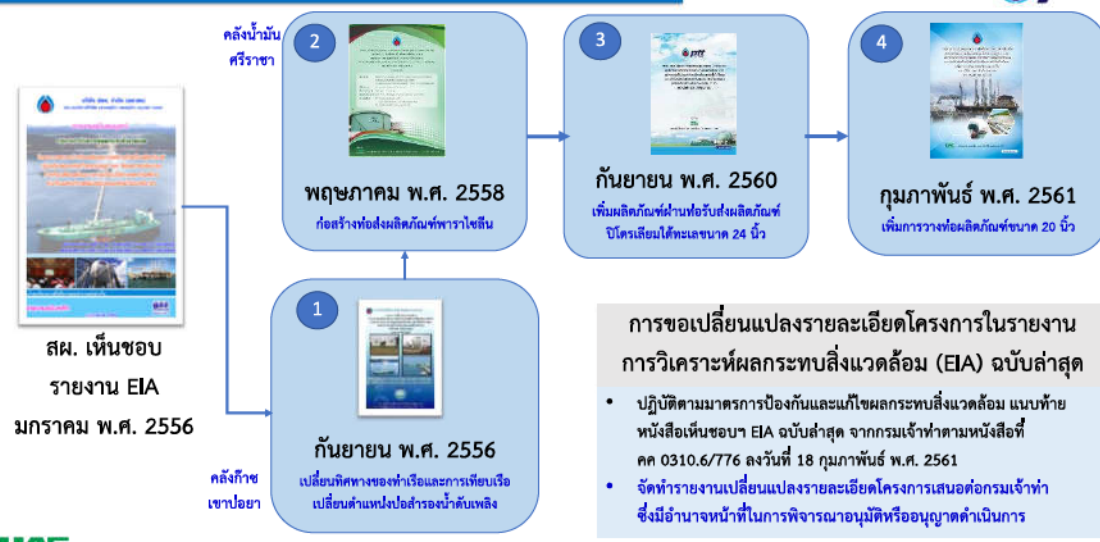 สผ. เห็นชอบ
รายงาน EIA
มกราคม พ.ศ. 2556
คลังก๊าซ
เขาบ่อยา
1
กันยายน พ.ศ. 2556
เปลี่ยนทิศทางของท่าเรือและการเทียบเรือ
เปลี่ยนตำแหน่งบ่อสำรองน้ำดับเพลิง
คลังน้ำมัน
ศรีราชา
2
พฤษภาคม พ.ศ. 2558
ก่อสร้างท่อส่งผลิตภัณฑ์พาราไซลีน
3
ptt
กันยายน พ.ศ. 2560
เพิ่มผลิตภัณฑ์ผ่านท่อรับส่งผลิตภัณฑ์
ปิโตรเลียมใต้ทะเลขนาด 24 นิ้ว
4
กุมภาพันธ์ พ.ศ. 2561
เพิ่มการวางท่อผลิตภัณฑ์ขนาด 20 นิ้ว
การขอเปลี่ยนแปลงรายละเอียดโครงการในรายงาน
การวิเคราะห์ผลกระทบสิ่งแวดล้อม (EIA) ฉบับล่าสุด
• ปฏิบัติตามมาตรการป้องกันและแก้ไขผลกระทบสิ่งแวดล้อม แนบท้าย
หนังสือเห็นชอบฯ EIA ฉบับล่าสุด จากกรมเจ้าท่าตามหนังสือที่
คค 0310.6/776 ลงวันที่ 18 กุมภาพันธ์ พ.ศ. 2561
• จัดทำรายงานเปลี่ยนแปลงรายละเอียดโครงการเสนอต่อกรมเจ้าท่า
ซึ่งมีอำนาจหน้าที่ในการพิจารณาอนุมัติหรืออนุญาตดำเนินการ